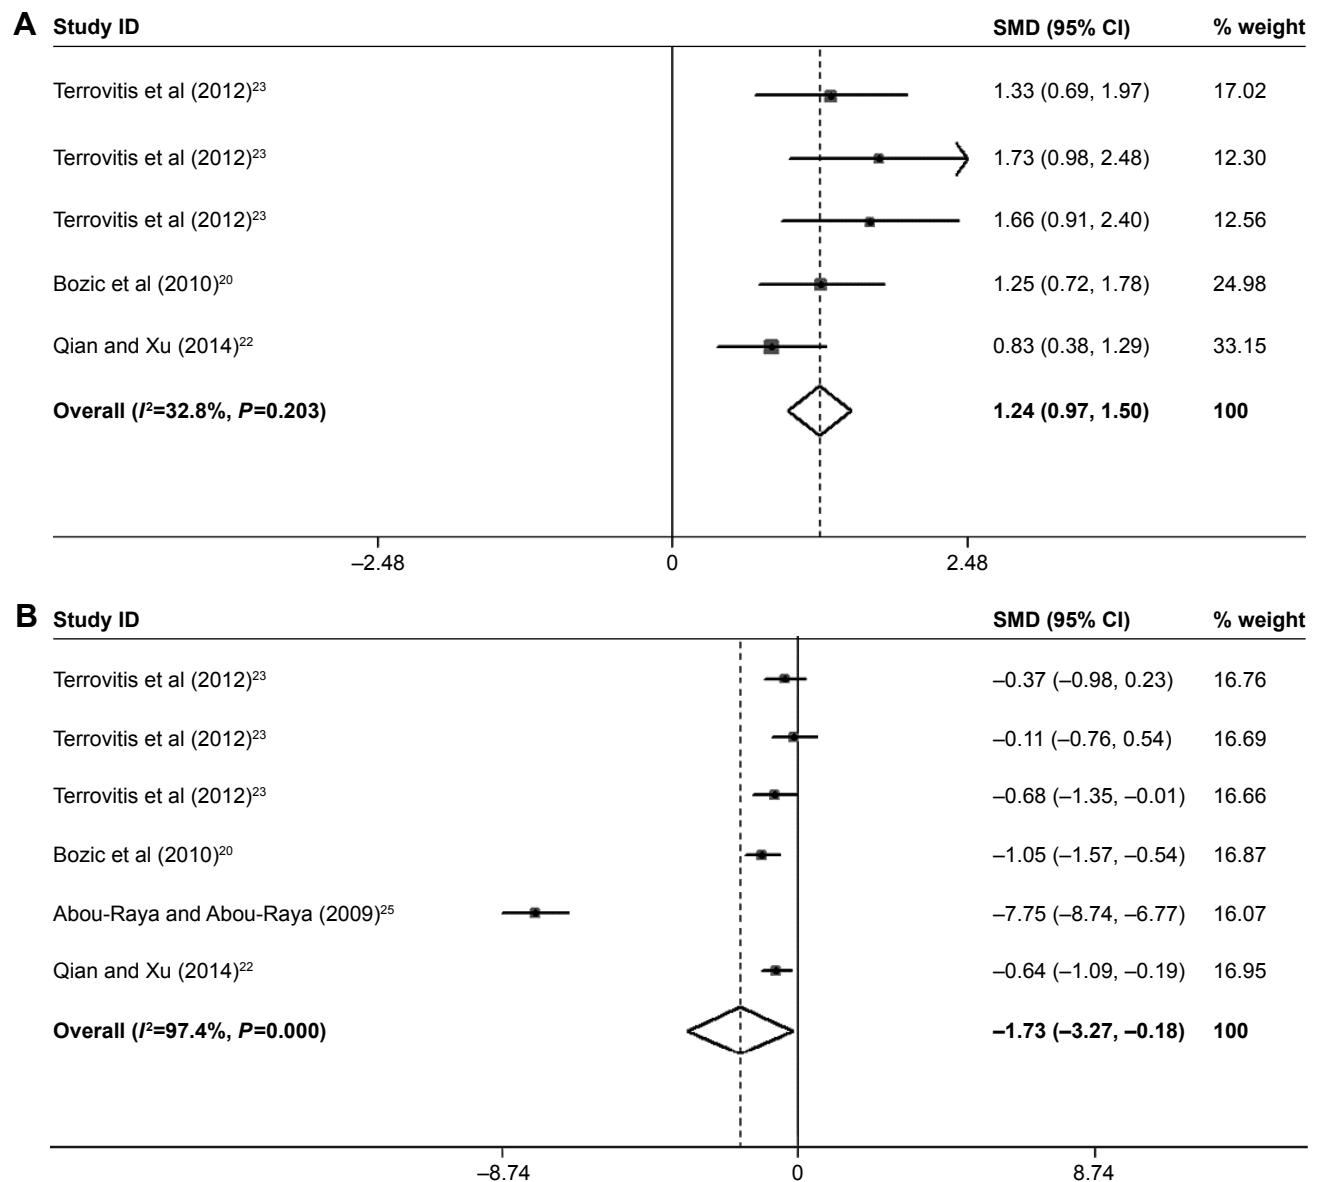 A Study ID SMD (95% CI) % weight
Terrovitis et al (2012)²³ 1.33 (0.69, 1.97) 17.02
Terrovitis et al (2012)²³ 1.73 (0.98, 2.48) 12.30
Terrovitis et al (2012)²³ 1.66 (0.91, 2.40) 12.56
Bozic et al (2010)²⁰ 1.25 (0.72, 1.78) 24.98
Qian and Xu (2014)²² 0.83 (0.38, 1.29) 33.15
Overall (I²=32.8%, P=0.203) 1.24 (0.97, 1.50) 100
–2.48 0 2.48
B Study ID SMD (95% CI) % weight
Terrovitis et al (2012)²³ –0.37 (–0.98, 0.23) 16.76
Terrovitis et al (2012)²³ –0.11 (–0.76, 0.54) 16.69
Terrovitis et al (2012)²³ –0.68 (–1.35, –0.01) 16.66
Bozic et al (2010)²⁰ –1.05 (–1.57, –0.54) 16.87
Abou-Raya and Abou-Raya (2009)²⁵ –7.75 (–8.74, –6.77) 16.07
Qian and Xu (2014)²² –0.64 (–1.09, –0.19) 16.95
Overall (I²=97.4%, P=0.000) –1.73 (–3.27, –0.18) 100
–8.74 0 8.74